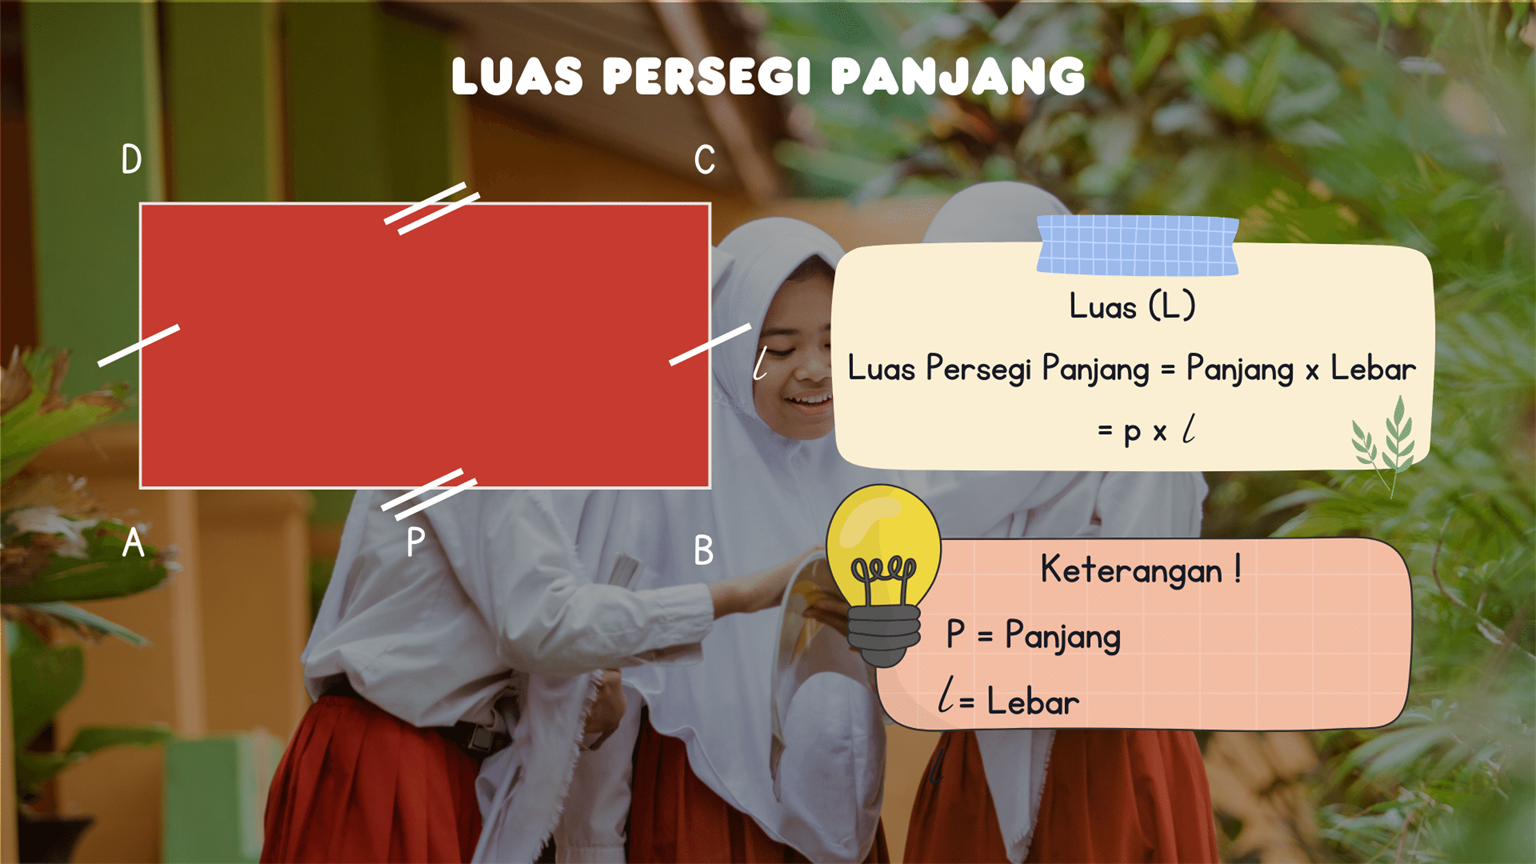 LUAS PERSEGI PANJANG
D
C
l
A
P
B
Luas (L)
Luas Persegi Panjang = Panjang x Lebar
= p x l
Keterangan !
P = Panjang
l = Lebar